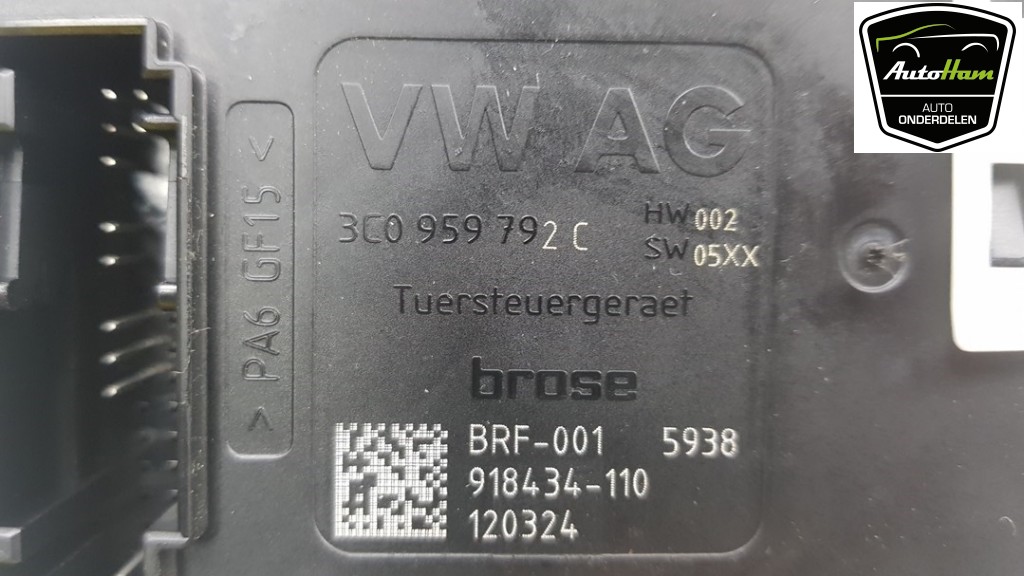 VW AG
3C0 959 792 C
HW 002
SW 05XX
Tuersteuergeraet
brose
BRF-001 5938
918434-110
120324
> PA6 GF15 <
AutoHam
AUTO
ONDERDELEN